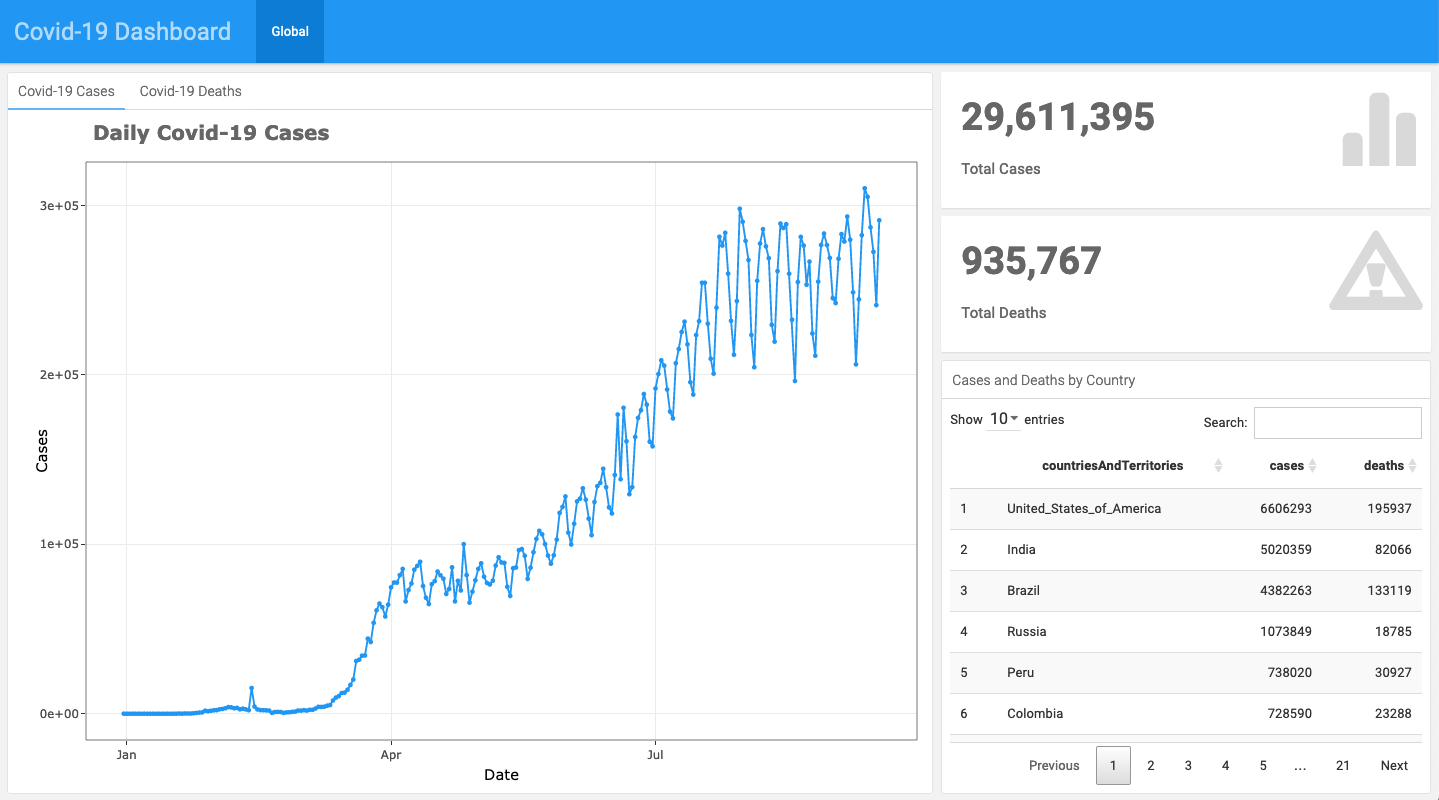 Covid-19 Dashboard Global
Covid-19 Cases Covid-19 Deaths
Daily Covid-19 Cases
3e+05
2e+05
1e+05
0e+00
Cases
Jan Apr Jul
Date
29,611,395
Total Cases
935,767
Total Deaths
Cases and Deaths by Country
Show 10 entries Search:
countriesAndTerritories cases deaths
1 United_States_of_America 6606293 195937
2 India 5020359 82066
3 Brazil 4382263 133119
4 Russia 1073849 18785
5 Peru 738020 30927
6 Colombia 728590 23288
Previous 1 2 3 4 5 … 21 Next